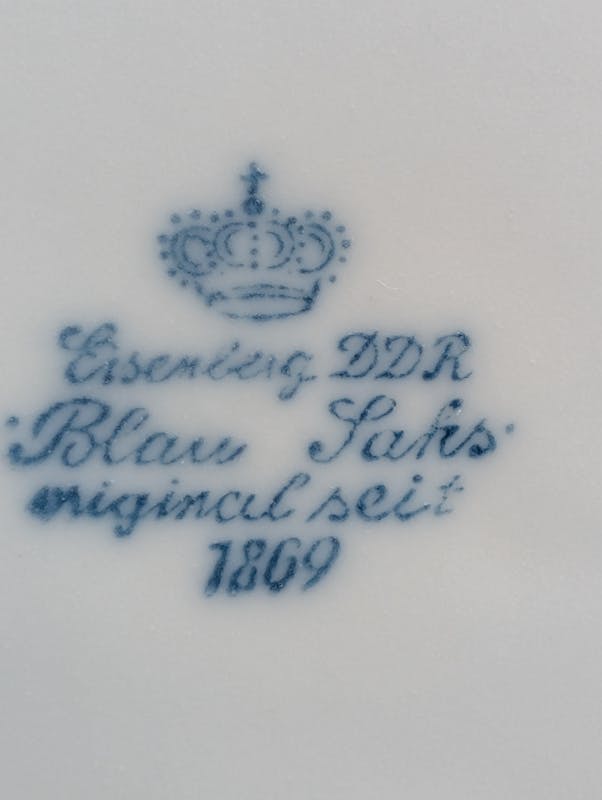 Eisenberg DDR
·Blau Saks·
original seit
1869